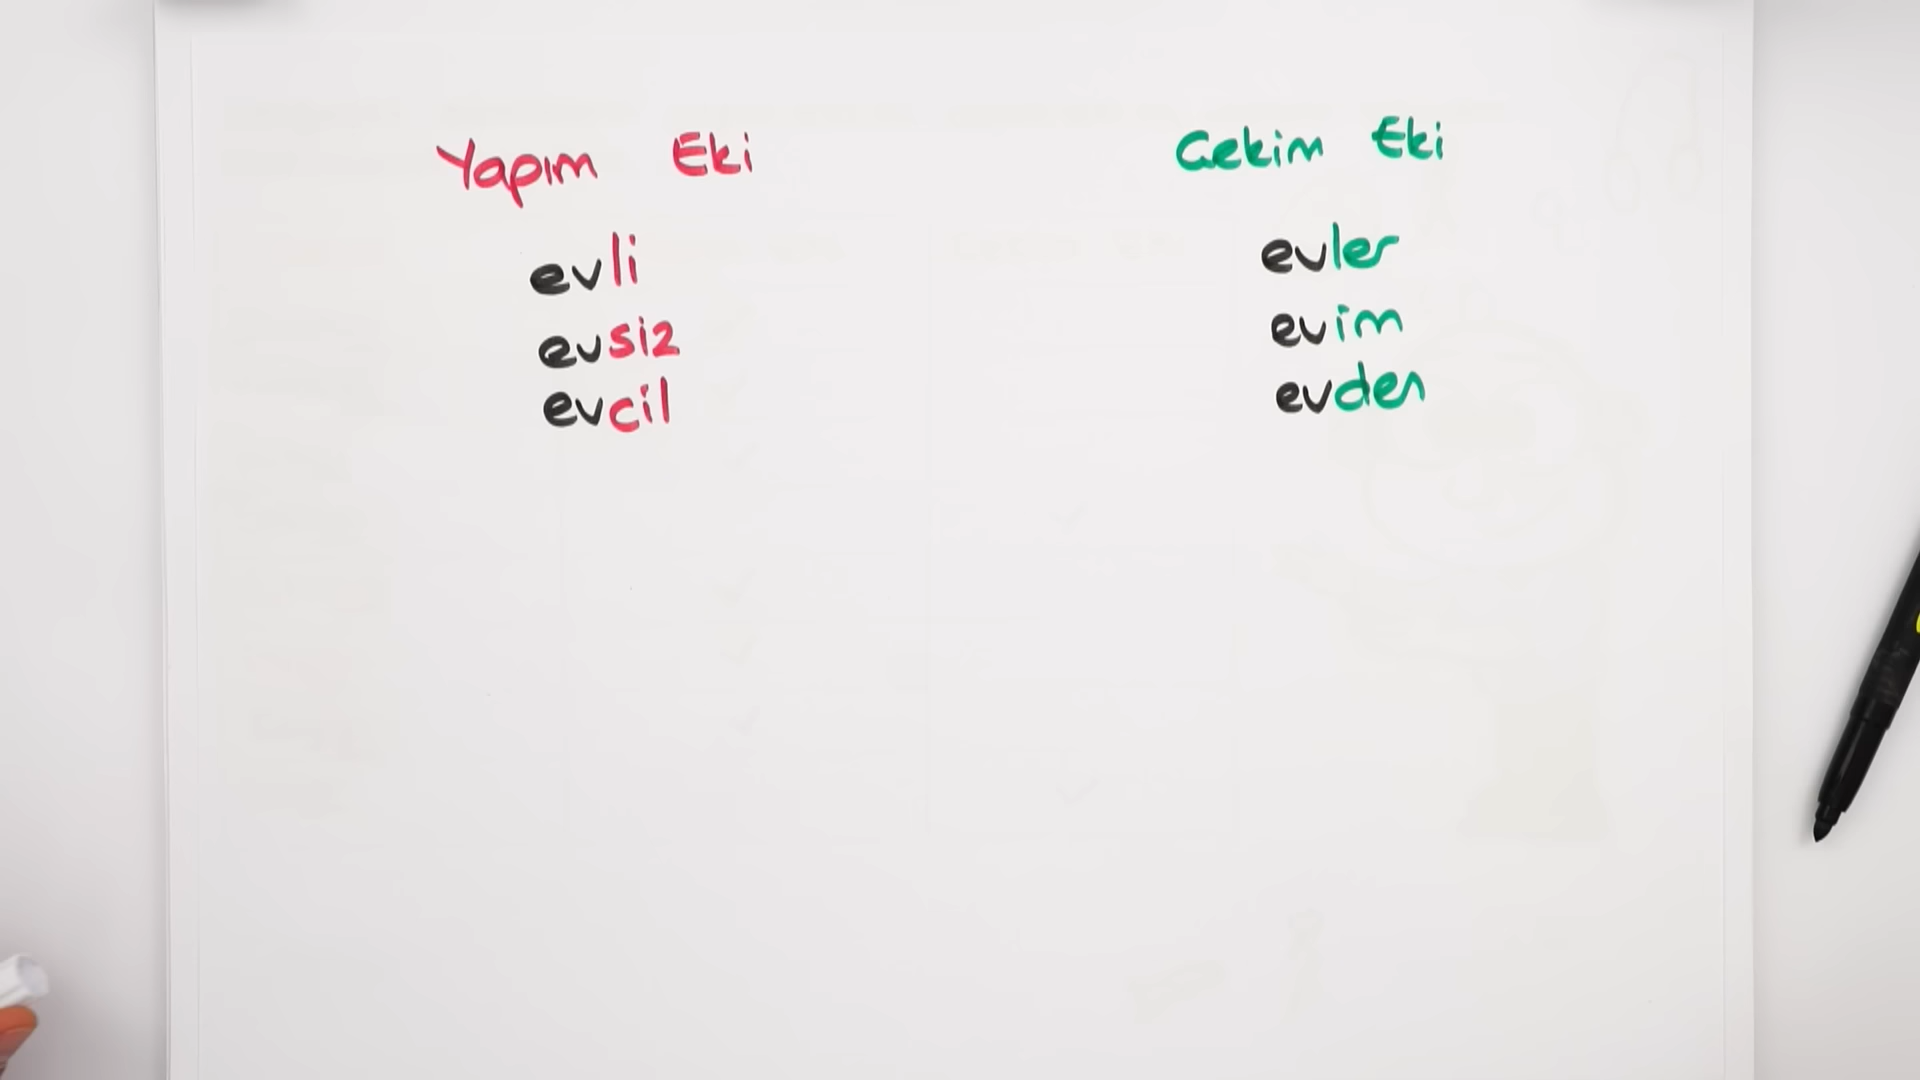 Yapım Eki
evli
evsiz
evcil
Çekim Eki
evler
evim
evden